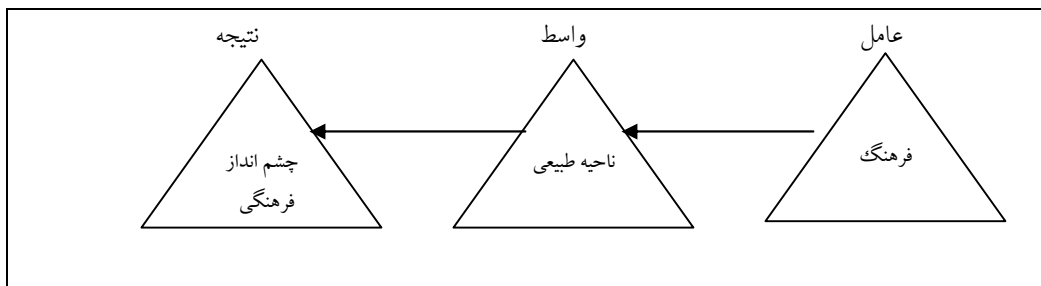 عامل
واسط
نتیجه
فرهنگ
ناحیه طبیعی
چشم انداز
فرهنگی